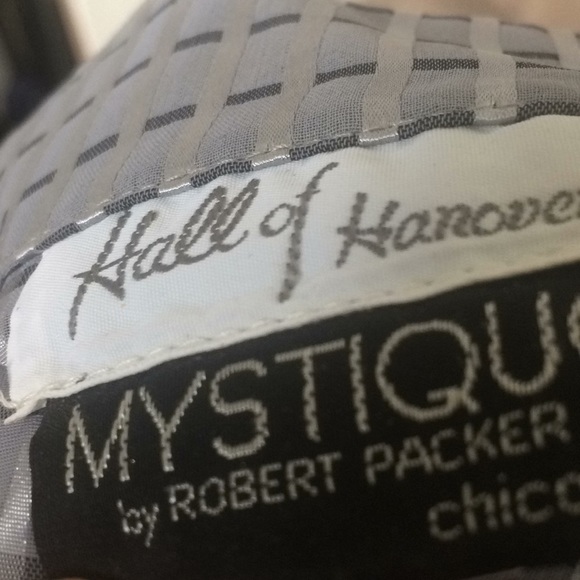 Hall of Hanove
MYSTIQU
by ROBERT PACKER
chic